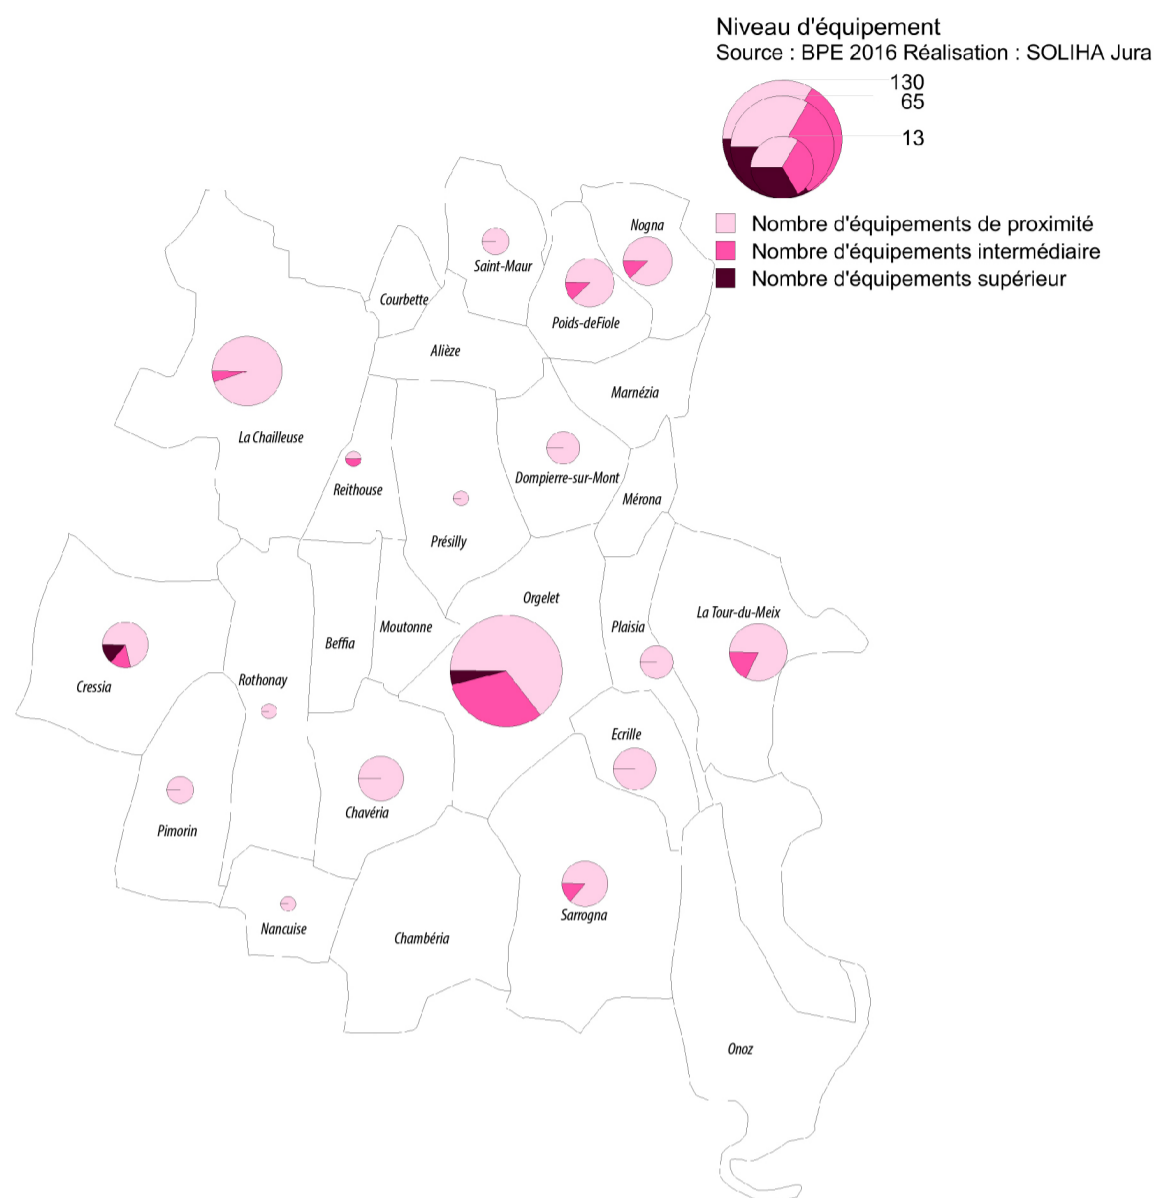 Niveau d'équipement
Source : BPE 2016 Réalisation : SOLIHA Jura
130
65
13
Nombre d'équipements de proximité
Nombre d'équipements intermédiaire
Nombre d'équipements supérieur
Nogna
Saint-Maur
Courbette
Poids-deFiole
Alièze
Marnézia
La Chailleuse
Dompierre-sur-Mont
Reithouse
Mérona
Présilly
Orgelet
La Tour-du-Meix
Moutonne
Plaisia
Beffia
Rothonay
Cressia
Ecrille
Chavéria
Pimorin
Sarrogna
Nancuise
Chambéria
Onoz